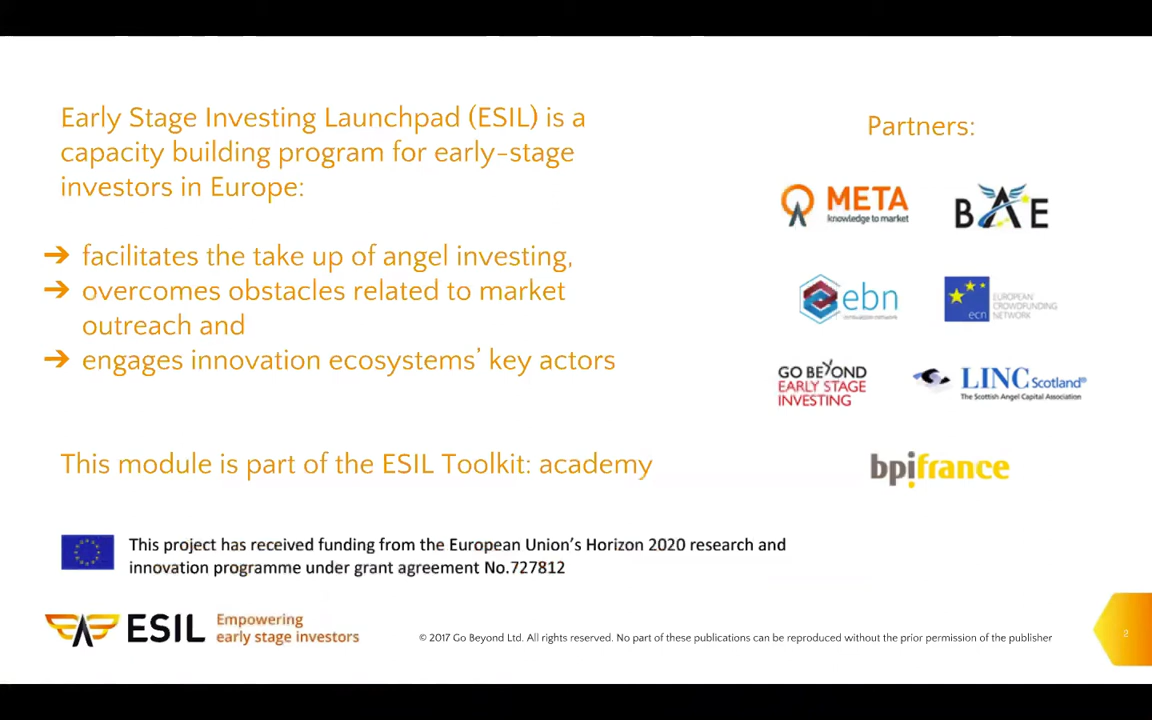 Early Stage Investing Launchpad (ESIL) is a
capacity building program for early-stage
investors in Europe:
➔ facilitates the take up of angel investing,
➔ overcomes obstacles related to market
outreach and
➔ engages innovation ecosystems’ key actors
This module is part of the ESIL Toolkit: academy
This project has received funding from the European Union’s Horizon 2020 research and
innovation programme under grant agreement No.727812
Partners:
META
knowledge to market
BAE
ebn
ecn
EUROPEAN
CROWDFUNDING
NETWORK
GO BEYOND
EARLY STAGE
INVESTING
LINC Scotland®
The Scottish Angel Capital Association
bpifrance
ESIL
Empowering
early stage investors
© 2017 Go Beyond Ltd. All rights reserved. No part of these publications can be reproduced without the prior permission of the publisher
2